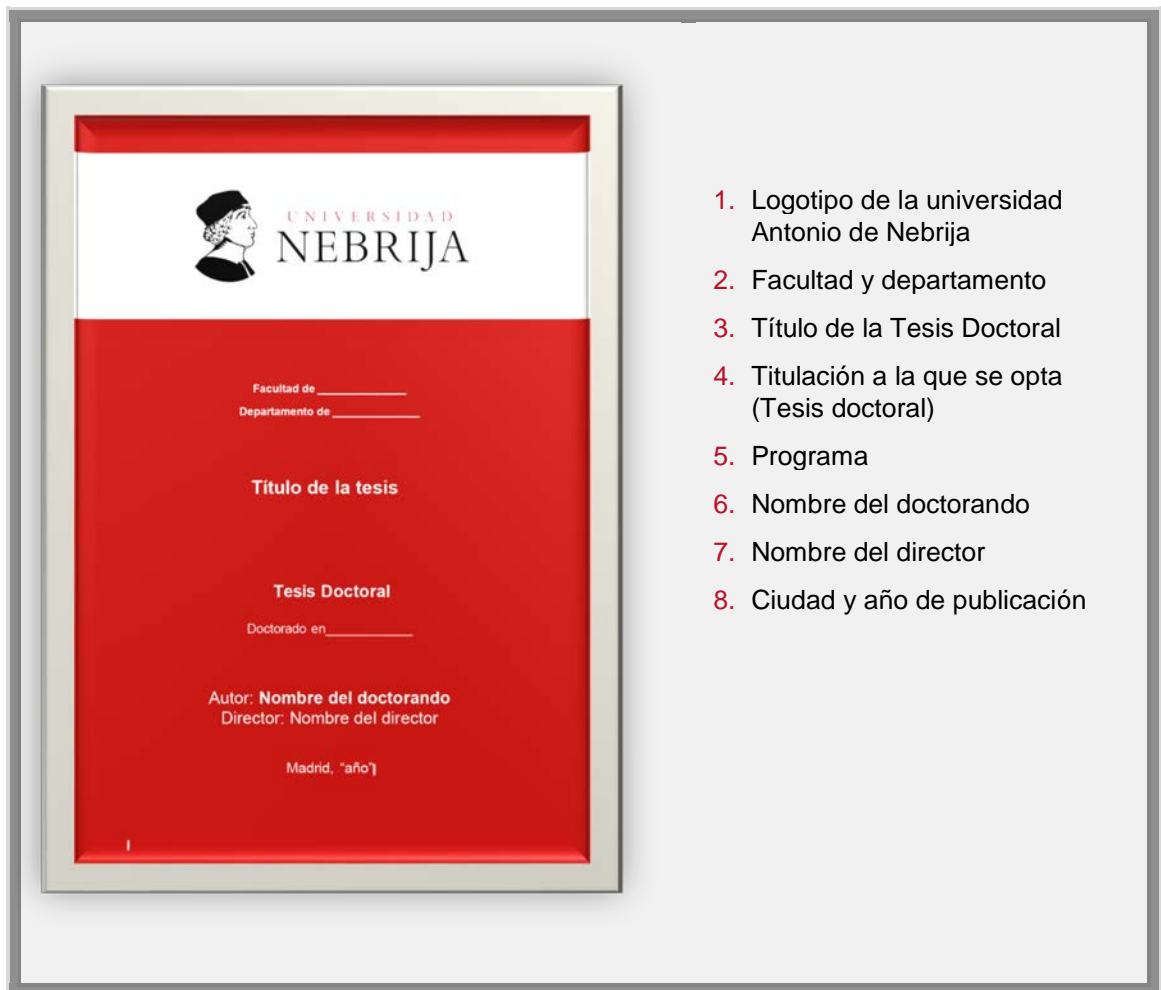 UNIVERSIDAD
NEBRIJA
Facultad de ____________
Departamento de ____________
Título de la tesis
Tesis Doctoral
Doctorado en____________
Autor: Nombre del doctorando
Director: Nombre del director
Madrid, “año”
1. Logotipo de la universidad
Antonio de Nebrija
2. Facultad y departamento
3. Título de la Tesis Doctoral
4. Titulación a la que se opta
(Tesis doctoral)
5. Programa
6. Nombre del doctorando
7. Nombre del director
8. Ciudad y año de publicación